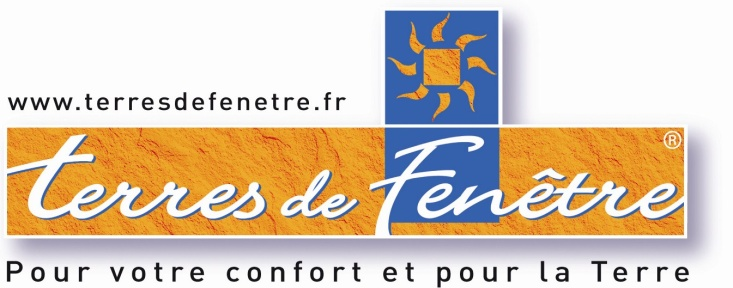 www.terresdefenetre.fr
terres de Fenêtre ®
Pour votre confort et pour la Terre